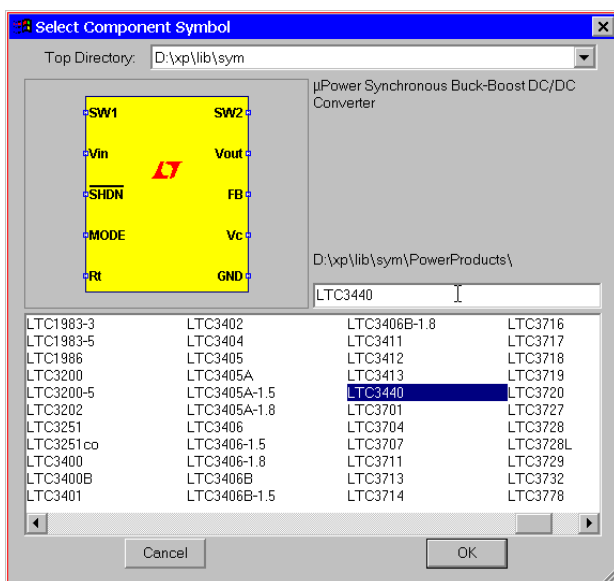 Select Component Symbol
Top Directory: D:\xp\lib\sym
SW1 SW2
Vin Vout
SHDN FB
MODE Vc
Rt GND
µPower Synchronous Buck-Boost DC/DC
Converter
D:\xp\lib\sym\PowerProducts\
LTC3440
LTC1983-3 LTC3402 LTC3406B-1.8 LTC3716
LTC1983-5 LTC3404 LTC3411 LTC3717
LTC1986 LTC3405 LTC3412 LTC3718
LTC3200 LTC3405A LTC3413 LTC3719
LTC3200-5 LTC3405A-1.5 LTC3440 LTC3720
LTC3202 LTC3405A-1.8 LTC3701 LTC3727
LTC3251 LTC3406 LTC3704 LTC3728
LTC3251co LTC3406-1.5 LTC3707 LTC3728L
LTC3400 LTC3406-1.8 LTC3711 LTC3729
LTC3400B LTC3406B LTC3713 LTC3732
LTC3401 LTC3406B-1.5 LTC3714 LTC3778
Cancel OK